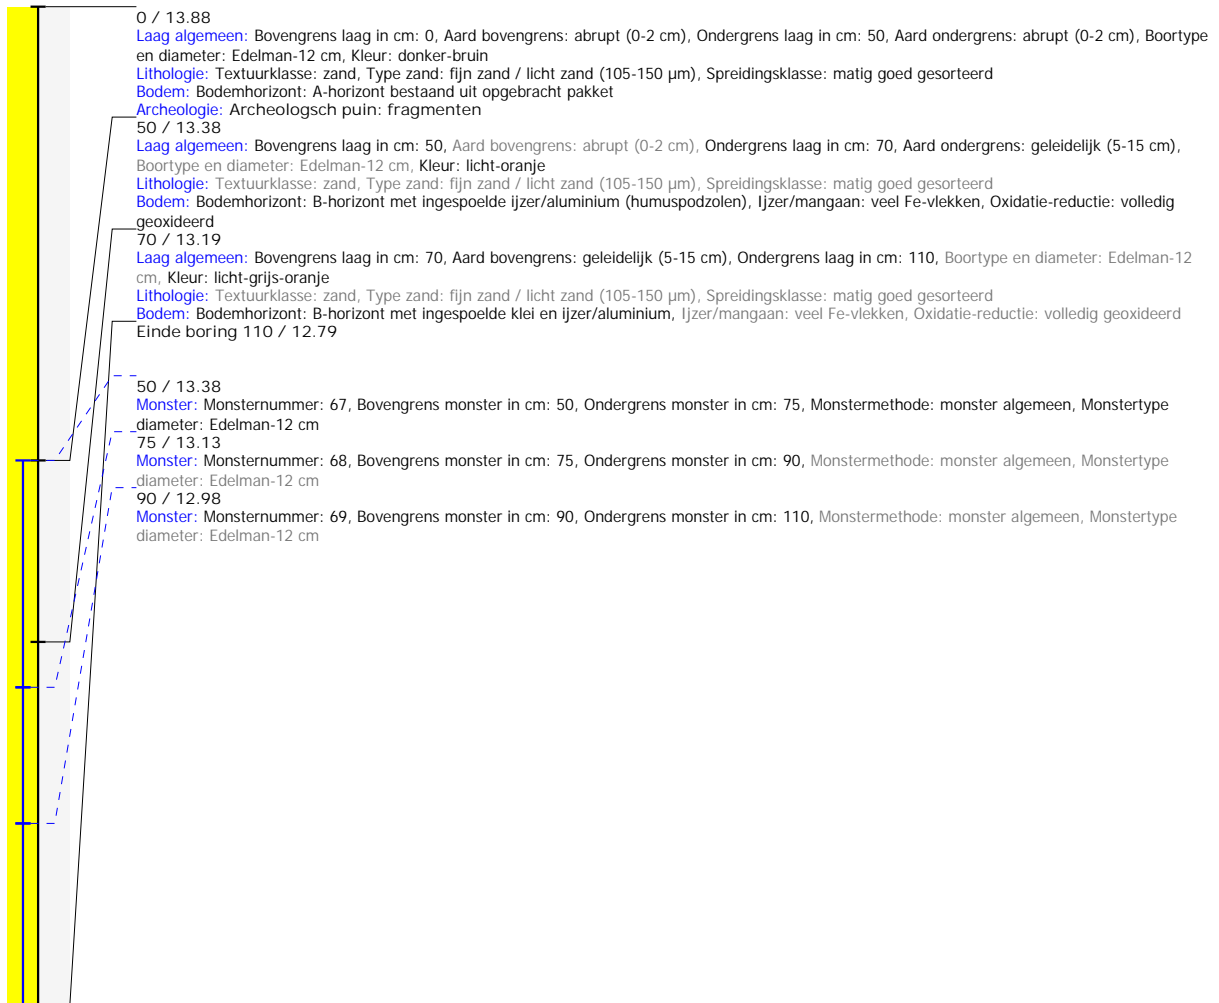 0 / 13.88
Laag algemeen: Bovengrens laag in cm: 0, Aard bovengrens: abrupt (0-2 cm), Ondergrens laag in cm: 50, Aard ondergrens: abrupt (0-2 cm), Boortype
en diameter: Edelman-12 cm, Kleur: donker-bruin
Lithologie: Textuurklasse: zand, Type zand: fijn zand / licht zand (105-150 µm), Spreidingsklasse: matig goed gesorteerd
Bodem: Bodemhorizont: A-horizont bestaand uit opgebracht pakket
Archeologie: Archeologsch puin: fragmenten
50 / 13.38
Laag algemeen: Bovengrens laag in cm: 50, Aard bovengrens: abrupt (0-2 cm), Ondergrens laag in cm: 70, Aard ondergrens: geleidelijk (5-15 cm),
Boortype en diameter: Edelman-12 cm, Kleur: licht-oranje
Lithologie: Textuurklasse: zand, Type zand: fijn zand / licht zand (105-150 µm), Spreidingsklasse: matig goed gesorteerd
Bodem: Bodemhorizont: B-horizont met ingespoelde ijzer/aluminium (humuspodzolen), Ijzer/mangaan: veel Fe-vlekken, Oxidatie-reductie: volledig
geoxideerd
70 / 13.19
Laag algemeen: Bovengrens laag in cm: 70, Aard bovengrens: geleidelijk (5-15 cm), Ondergrens laag in cm: 110, Boortype en diameter: Edelman-12
cm, Kleur: licht-grijs-oranje
Lithologie: Textuurklasse: zand, Type zand: fijn zand / licht zand (105-150 µm), Spreidingsklasse: matig goed gesorteerd
Bodem: Bodemhorizont: B-horizont met ingespoelde klei en ijzer/aluminium, Ijzer/mangaan: veel Fe-vlekken, Oxidatie-reductie: volledig geoxideerd
Einde boring 110 / 12.79
50 / 13.38
Monster: Monsternummer: 67, Bovengrens monster in cm: 50, Ondergrens monster in cm: 75, Monstermethode: monster algemeen, Monstertype
diameter: Edelman-12 cm
75 / 13.13
Monster: Monsternummer: 68, Bovengrens monster in cm: 75, Ondergrens monster in cm: 90, Monstermethode: monster algemeen, Monstertype
diameter: Edelman-12 cm
90 / 12.98
Monster: Monsternummer: 69, Bovengrens monster in cm: 90, Ondergrens monster in cm: 110, Monstermethode: monster algemeen, Monstertype
diameter: Edelman-12 cm